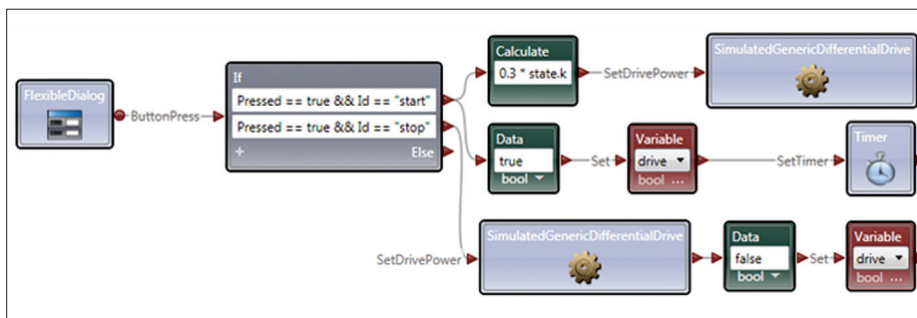 FlexibleDialog
ButtonPress
If
Pressed == true && Id == "start"
Pressed == true && Id == "stop"
+ Else
Calculate
0.3 * state.k
SetDrivePower
SimulatedGenericDifferentialDrive
Data
true
bool
Set
Variable
drive
bool ...
SetTimer
Timer
SetDrivePower
SimulatedGenericDifferentialDrive
Data
false
bool
Set
Variable
drive
bool ...